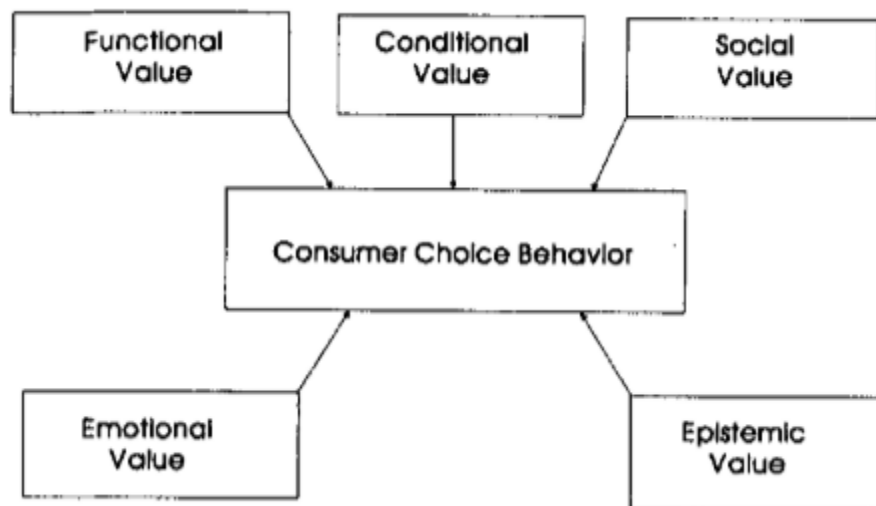 Functional
Value
Conditional
Value
Social
Value
Consumer Choice Behavior
Emotional
Value
Epistemic
Value